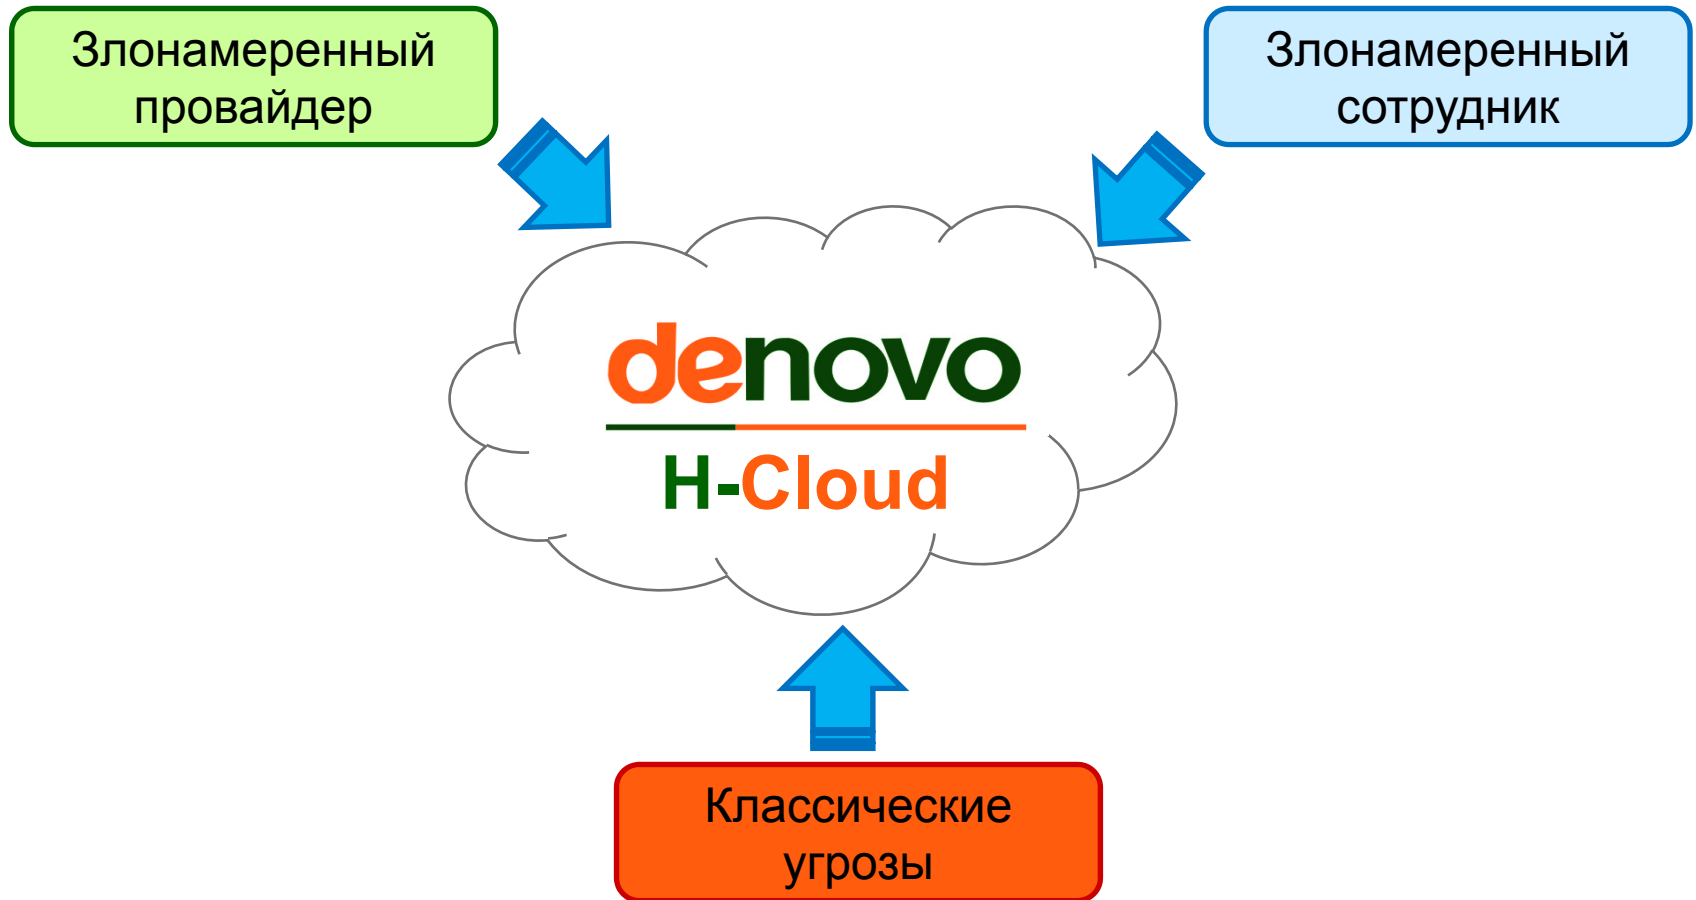 Злонамеренный
провайдер
Злонамеренный
сотрудник
denovo
H-Cloud
Классические
угрозы